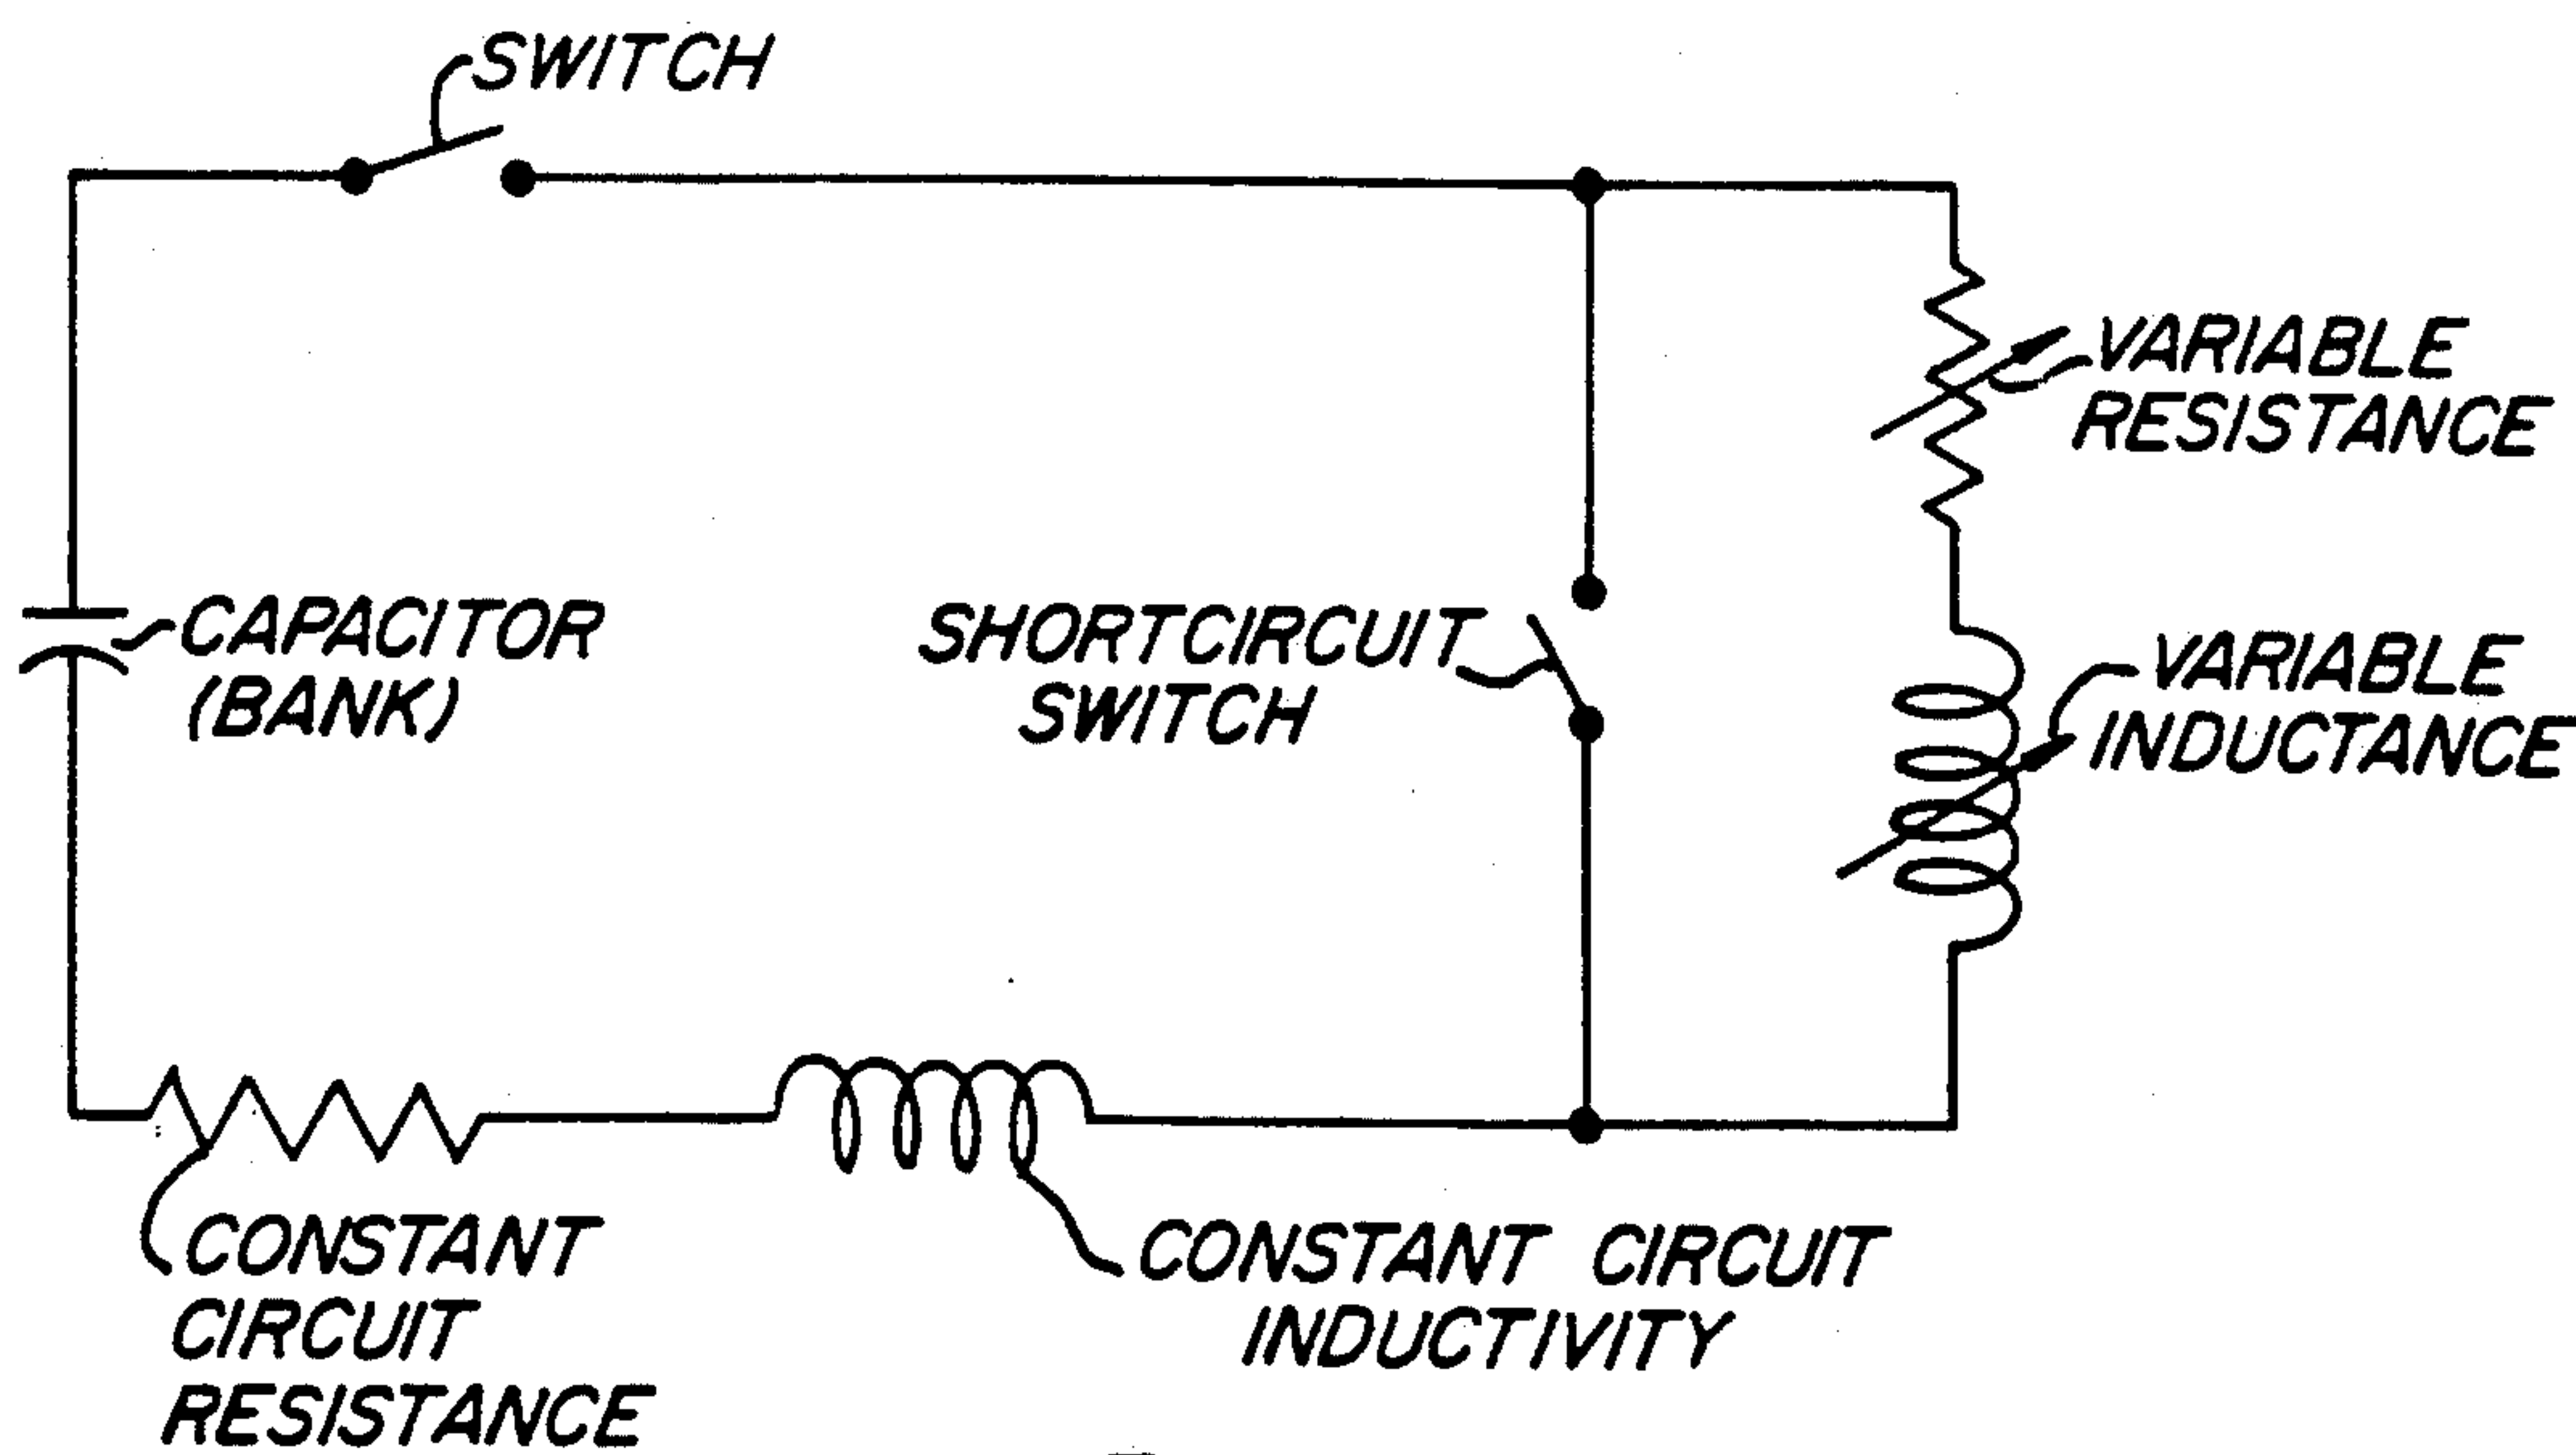 SWITCH
VARIABLE
RESISTANCE
CAPACITOR
(BANK)
SHORTCIRCUIT
SWITCH
VARIABLE
INDUCTANCE
CONSTANT
CIRCUIT
RESISTANCE
CONSTANT CIRCUIT
INDUCTIVITY